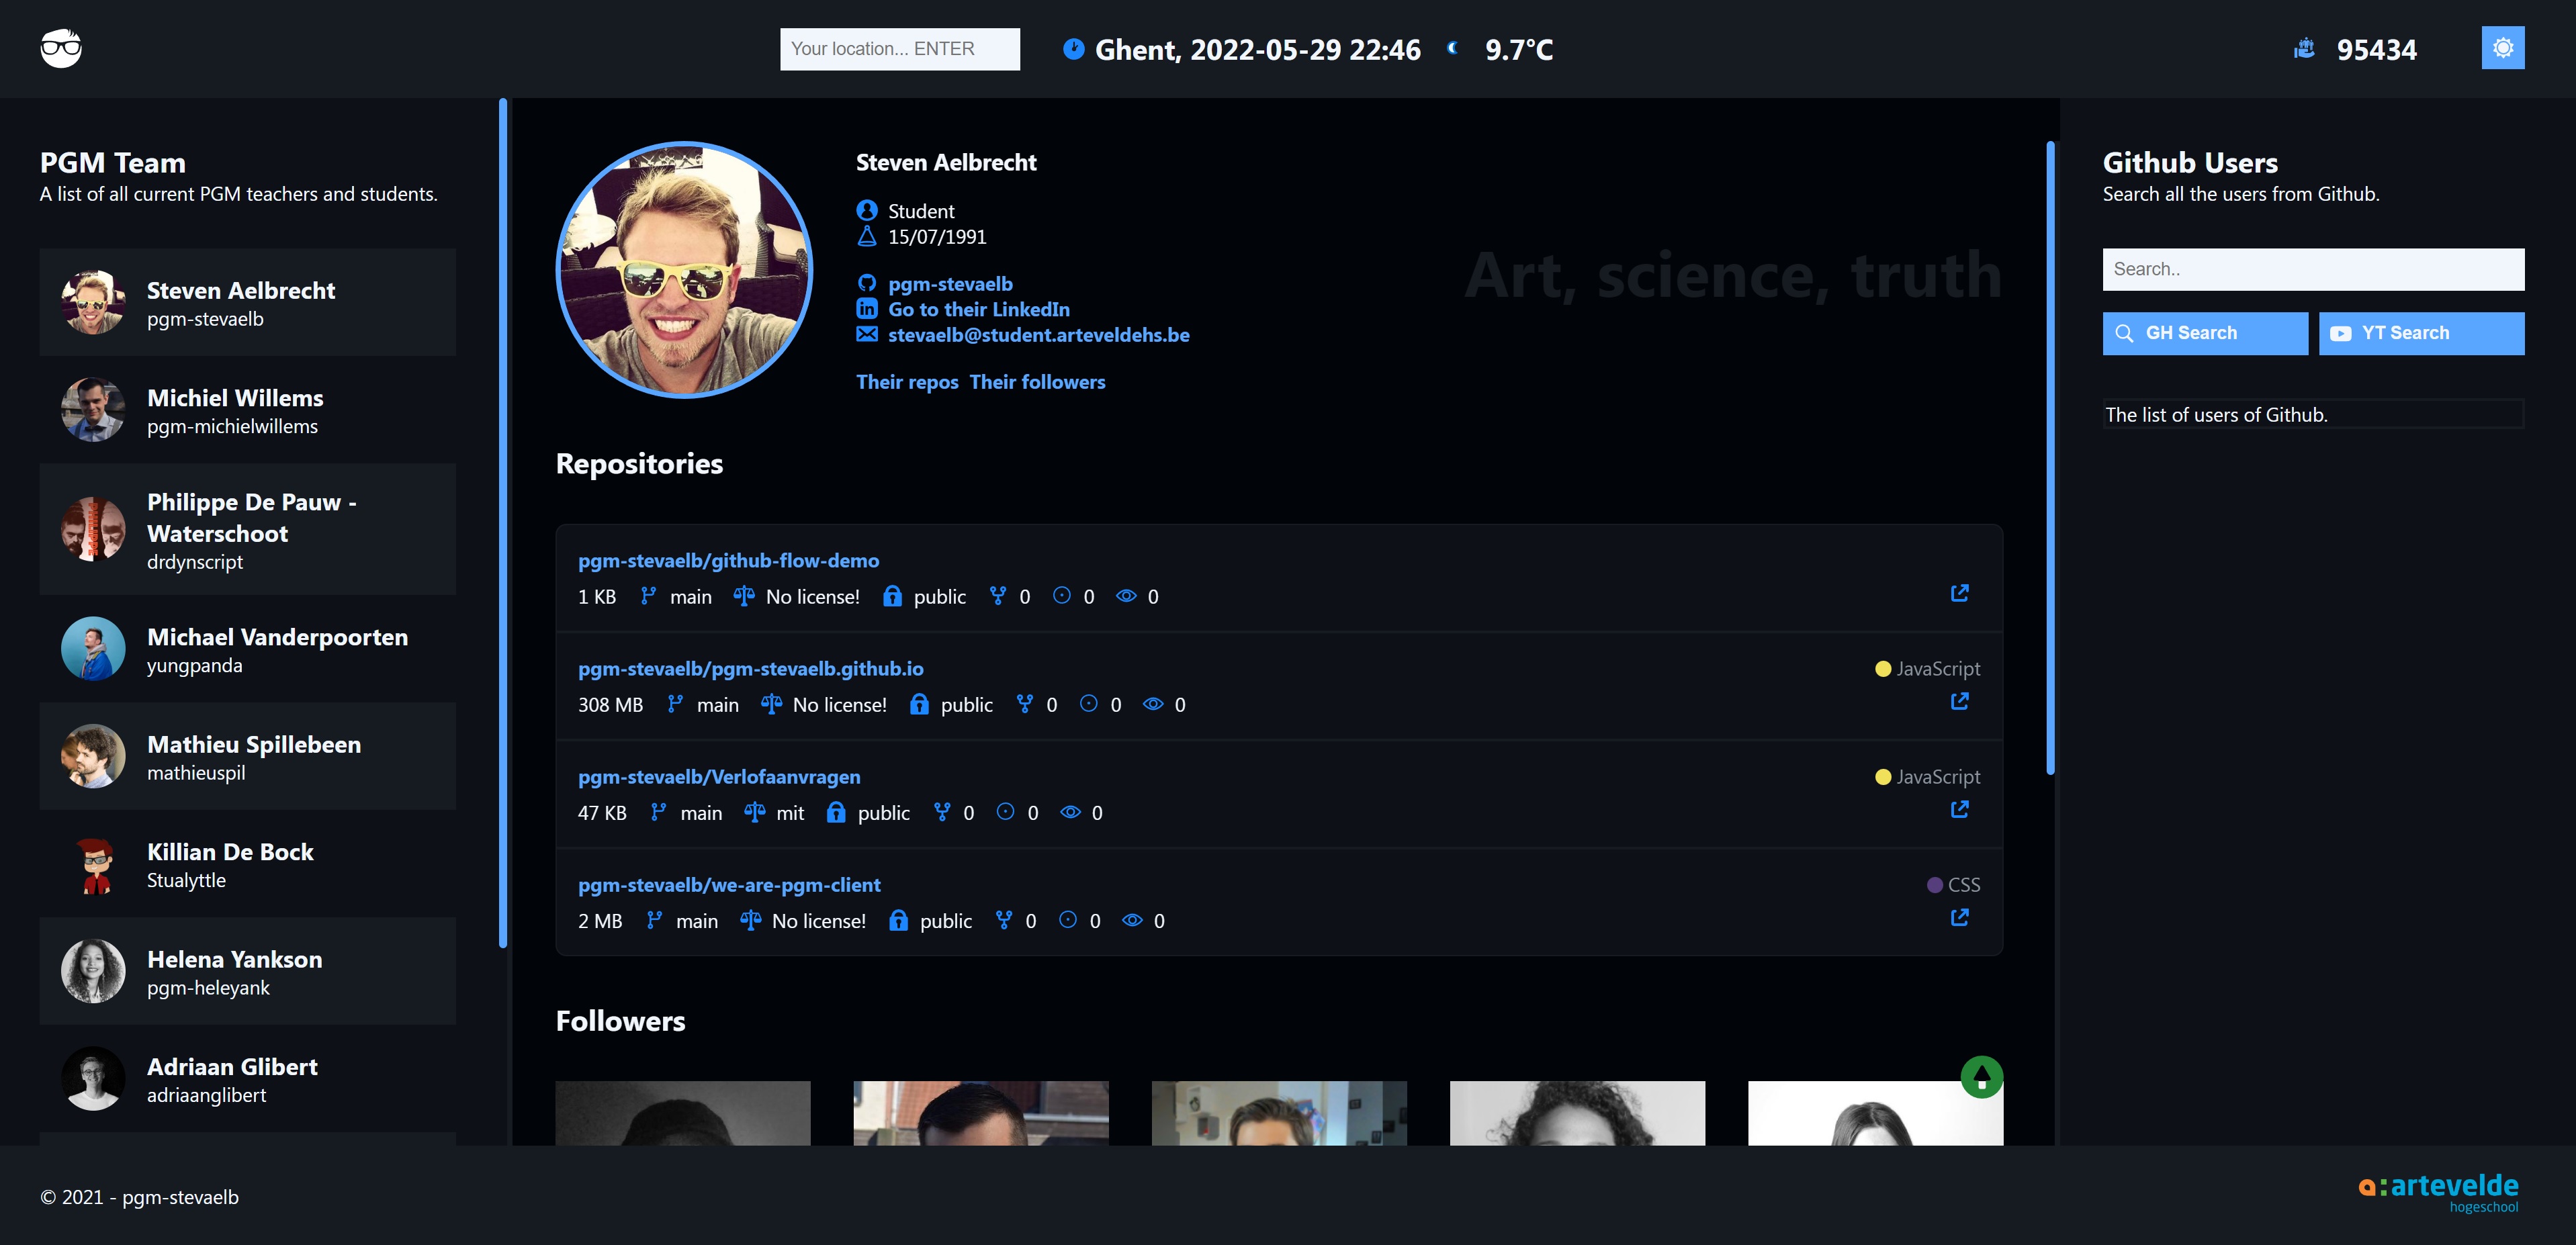 Your location... ENTER
Ghent, 2022-05-29 22:46
9.7°C
95434
PGM Team
A list of all current PGM teachers and students.
Steven Aelbrecht
pgm-stevaelb
Michiel Willems
pgm-michielwillems
Philippe De Pauw -
Waterschoot
drdynscript
Michael Vanderpoorten
yungpanda
Mathieu Spillebeen
mathieuspil
Killian De Bock
Stualyttle
Helena Yankson
pgm-heleyank
Adriaan Glibert
adriaanglibert
Steven Aelbrecht
Student
15/07/1991
pgm-stevaelb
Go to their LinkedIn
stevaelb@student.arteveldehs.be
Their repos Their followers
Art, science, truth
Repositories
pgm-stevaelb/github-flow-demo
1 KB main No license! public 0 0 0
pgm-stevaelb/pgm-stevaelb.github.io
JavaScript
308 MB main No license! public 0 0 0
pgm-stevaelb/Verlofaanvragen
JavaScript
47 KB main mit public 0 0 0
pgm-stevaelb/we-are-pgm-client
CSS
2 MB main No license! public 0 0 0
Followers
Github Users
Search all the users from Github.
Search..
GH Search
YT Search
The list of users of Github.
© 2021 - pgm-stevaelb
a:artevelde
hogeschool